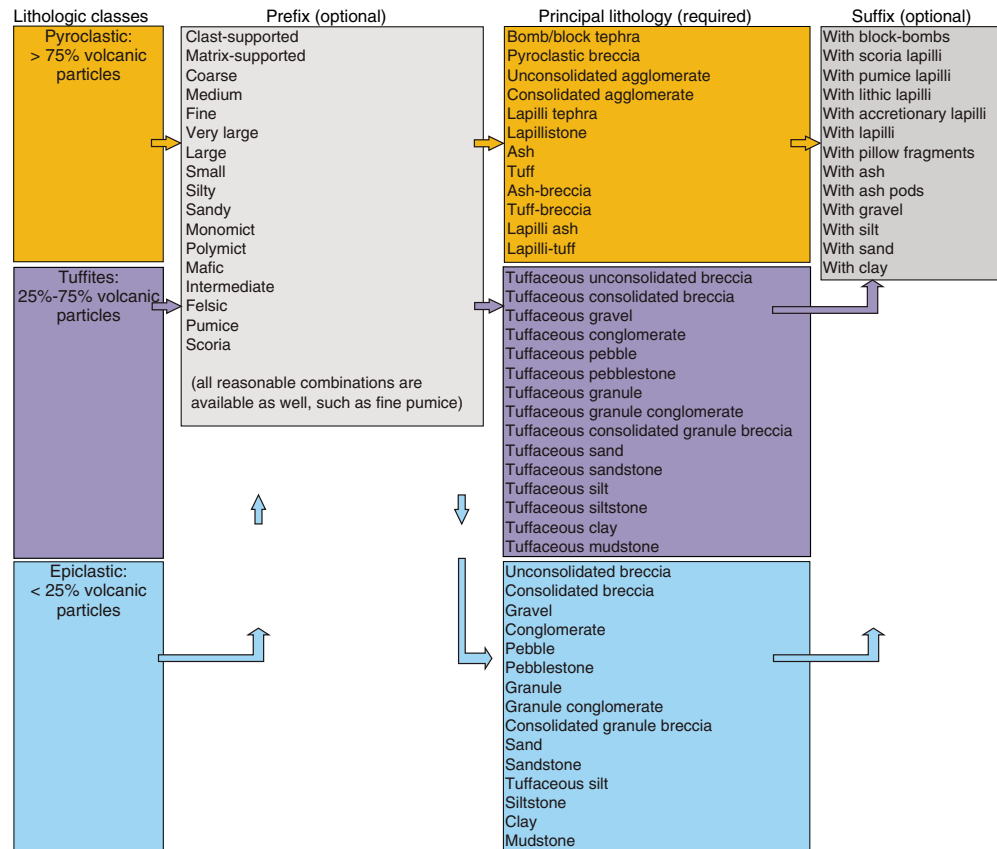 Lithologic classes
Prefix (optional)
Principal lithology (required)
Suffix (optional)
Pyroclastic:
> 75% volcanic
particles
Clast-supported
Matrix-supported
Coarse
Medium
Fine
Very large
Large
Small
Silty
Sandy
Monomict
Polymict
Mafic
Intermediate
Felsic
Pumice
Scoria
(all reasonable combinations are
available as well, such as fine pumice)
Bomb/block tephra
Pyroclastic breccia
Unconsolidated agglomerate
Consolidated agglomerate
Lapilli tephra
Lapillistone
Ash
Tuff
Ash-breccia
Tuff-breccia
Lapilli ash
Lapilli-tuff
With block-bombs
With scoria lapilli
With pumice lapilli
With lithic lapilli
With accretionary lapilli
With lapilli
With pillow fragments
With ash
With ash pods
With gravel
With silt
With sand
With clay
Tuffites:
25%-75% volcanic
particles
Tuffaceous unconsolidated breccia
Tuffaceous consolidated breccia
Tuffaceous gravel
Tuffaceous conglomerate
Tuffaceous pebble
Tuffaceous pebblestone
Tuffaceous granule
Tuffaceous granule conglomerate
Tuffaceous consolidated granule breccia
Tuffaceous sand
Tuffaceous sandstone
Tuffaceous silt
Tuffaceous siltstone
Tuffaceous clay
Tuffaceous mudstone
Epiclastic:
< 25% volcanic
particles
Unconsolidated breccia
Consolidated breccia
Gravel
Conglomerate
Pebble
Pebblestone
Granule
Granule conglomerate
Consolidated granule breccia
Sand
Sandstone
Tuffaceous silt
Siltstone
Clay
Mudstone